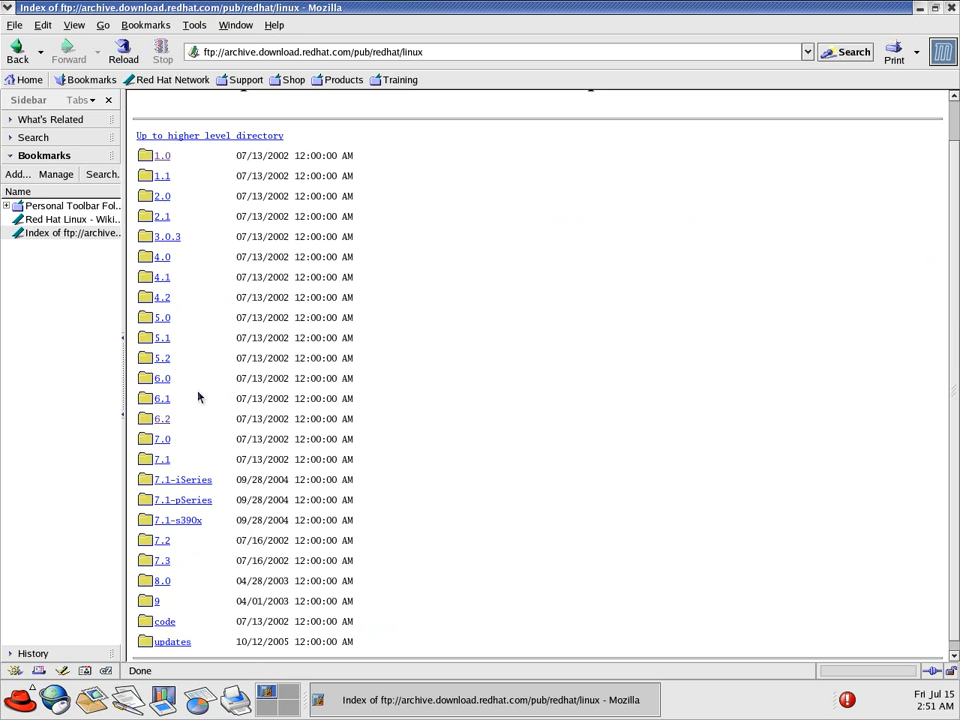 Index of ftp://archive.download.redhat.com/pub/redhat/linux - Mozilla
File Edit View Go Bookmarks Tools Window Help
Back Forward Reload Stop ftp://archive.download.redhat.com/pub/redhat/linux Search Print
Home Bookmarks Red Hat Network Support Shop Products Training
Sidebar Tabs
What's Related
Search
Bookmarks
Add... Manage Search.
Name
Personal Toolbar Fol..
Red Hat Linux - Wiki..
Index of ftp://archive..
History
Up to higher level directory
1.0 07/13/2002 12:00:00 AM
1.1 07/13/2002 12:00:00 AM
2.0 07/13/2002 12:00:00 AM
2.1 07/13/2002 12:00:00 AM
3.0.3 07/13/2002 12:00:00 AM
4.0 07/13/2002 12:00:00 AM
4.1 07/13/2002 12:00:00 AM
4.2 07/13/2002 12:00:00 AM
5.0 07/13/2002 12:00:00 AM
5.1 07/13/2002 12:00:00 AM
5.2 07/13/2002 12:00:00 AM
6.0 07/13/2002 12:00:00 AM
6.1 07/13/2002 12:00:00 AM
6.2 07/13/2002 12:00:00 AM
7.0 07/13/2002 12:00:00 AM
7.1 07/13/2002 12:00:00 AM
7.1-iSeries 09/28/2004 12:00:00 AM
7.1-pSeries 09/28/2004 12:00:00 AM
7.1-s390x 09/28/2004 12:00:00 AM
7.2 07/16/2002 12:00:00 AM
7.3 07/16/2002 12:00:00 AM
8.0 04/28/2003 12:00:00 AM
9 04/01/2003 12:00:00 AM
code 07/13/2002 12:00:00 AM
updates 10/12/2005 12:00:00 AM
Done
Index of ftp://archive.download.redhat.com/pub/redhat/linux - Mozilla
Fri Jul 15
2:51 AM